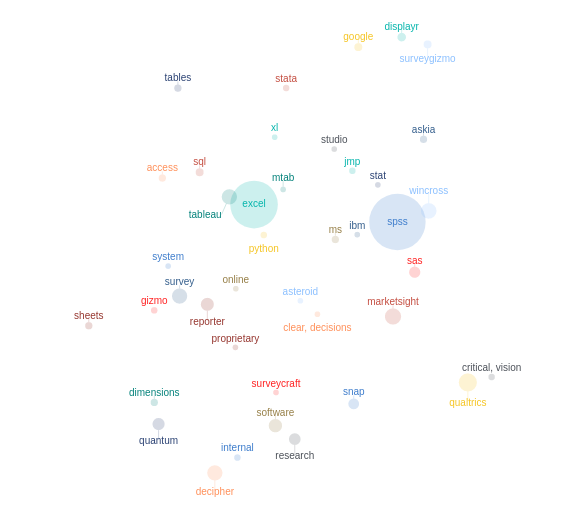 displayr
google
surveygizmo
tables
stata
xl
askia
studio
sql
access
jmp
mtab
stat
wincross
excel
tableau
spss
ms
ibm
python
system
sas
online
survey
asteroid
gizmo
marketsight
sheets
reporter
clear, decisions
proprietary
critical, vision
surveycraft
snap
dimensions
qualtrics
software
quantum
internal
research
decipher